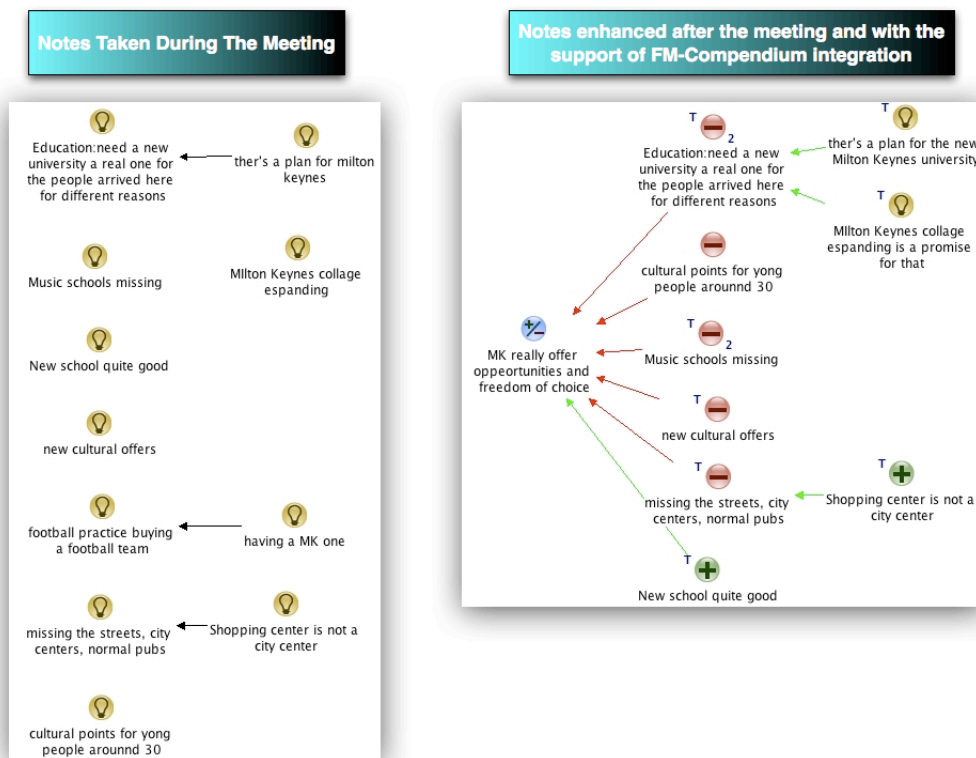 Notes Taken During The Meeting
Education:need a new
university a real one for
the people arrived here
for different reasons
ther's a plan for milton
keynes
Music schools missing
MIlton Keynes collage
espanding
New school quite good
new cultural offers
football practice buying
a football team
having a MK one
missing the streets, city
centers, normal pubs
Shopping center is not a
city center
cultural points for yong
people arounnd 30
Notes enhanced after the meeting and with the
support of FM-Compendium integration
T
2
Education:need a new
university a real one for
the people arrived here
for different reasons
T
ther's a plan for the new
Milton Keynes university
T
MIlton Keynes collage
espanding is a promise
for that
cultural points for yong
people arounnd 30
MK really offer
oppeortunities and
freedom of choice
T
2
Music schools missing
T
new cultural offers
T
missing the streets, city
centers, normal pubs
T
Shopping center is not a
city center
T
New school quite good